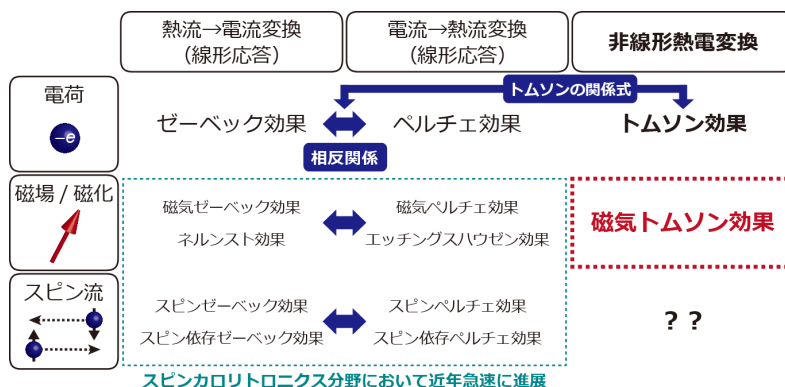 熱流→電流変換
(線形応答)
電流→熱流変換
(線形応答)
非線形熱電変換
電荷
-e
トムソンの関係式
ゼーベック効果
ペルチェ効果
トムソン効果
相反関係
磁場 / 磁化
磁気ゼーベック効果
磁気ペルチェ効果
ネルンスト効果
エッチングスハウゼン効果
磁気トムソン効果
スピン流
スピンゼーベック効果
スピンペルチェ効果
スピン依存ゼーベック効果
スピン依存ペルチェ効果
? ?
スピンカロリトロニクス分野において近年急速に進展